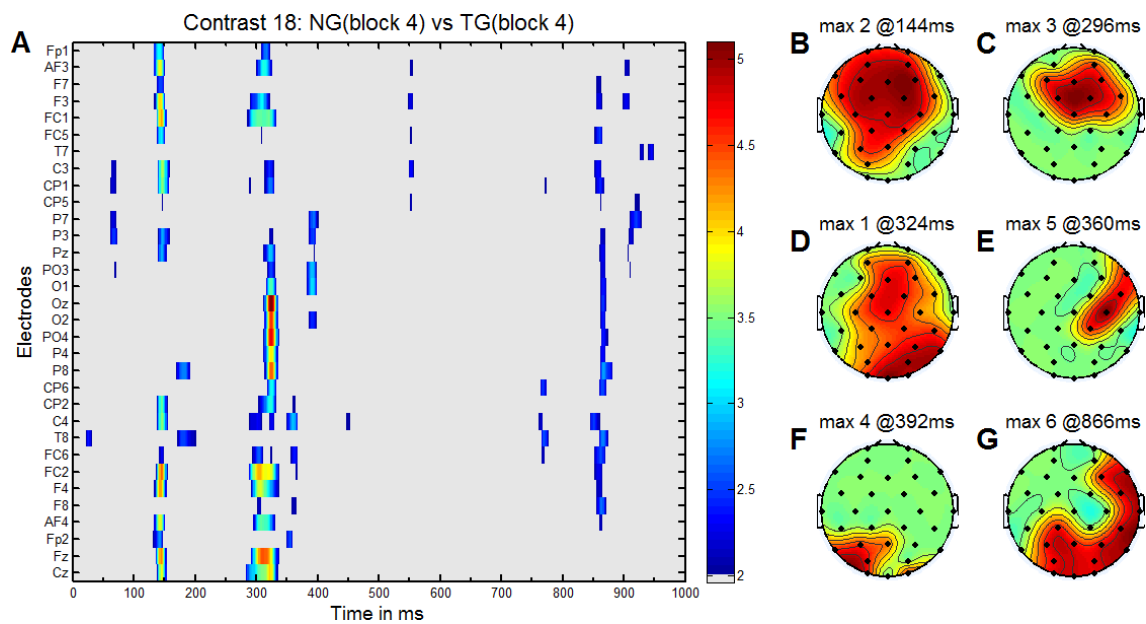 Contrast 18: NG(block 4) vs TG(block 4)
A
Electrodes
Fp1
AF3
F7
F3
FC1
FC5
T7
C3
CP1
CP5
P7
P3
Pz
PO3
O1
Oz
O2
PO4
P4
P8
CP6
CP2
C4
T8
FC6
FC2
F4
F8
AF4
Fp2
Fz
Cz
0 100 200 300 400 500 600 700 800 900 1000
Time in ms
5
4.5
4
3.5
3
2.5
2
B max 2 @144ms
C max 3 @296ms
D max 1 @324ms
E max 5 @360ms
F max 4 @392ms
G max 6 @866ms